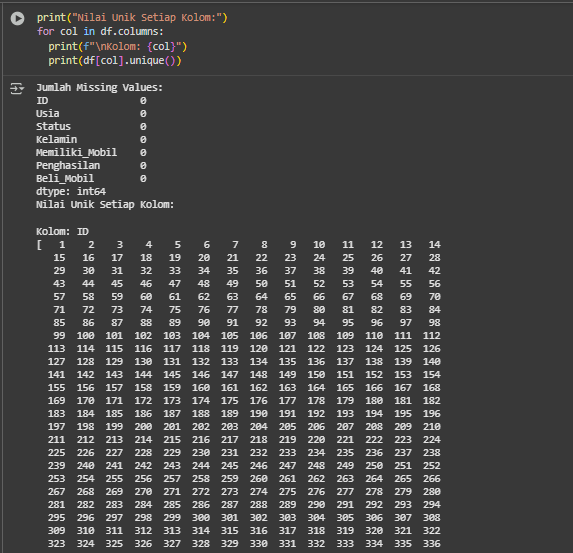 print("Nilai Unik Setiap Kolom:")
for col in df.columns:
  print(f"\nKolom: {col}")
  print(df[col].unique())
Jumlah Missing Values:
ID               0
Usia             0
Status           0
Kelamin          0
Memiliki_Mobil   0
Penghasilan      0
Beli_Mobil       0
dtype: int64
Nilai Unik Setiap Kolom:

Kolom: ID
[  1   2   3   4   5   6   7   8   9  10  11  12  13  14
  15  16  17  18  19  20  21  22  23  24  25  26  27  28
  29  30  31  32  33  34  35  36  37  38  39  40  41  42
  43  44  45  46  47  48  49  50  51  52  53  54  55  56
  57  58  59  60  61  62  63  64  65  66  67  68  69  70
  71  72  73  74  75  76  77  78  79  80  81  82  83  84
  85  86  87  88  89  90  91  92  93  94  95  96  97  98
  99 100 101 102 103 104 105 106 107 108 109 110 111 112
 113 114 115 116 117 118 119 120 121 122 123 124 125 126
 127 128 129 130 131 132 133 134 135 136 137 138 139 140
 141 142 143 144 145 146 147 148 149 150 151 152 153 154
 155 156 157 158 159 160 161 162 163 164 165 166 167 168
 169 170 171 172 173 174 175 176 177 178 179 180 181 182
 183 184 185 186 187 188 189 190 191 192 193 194 195 196
 197 198 199 200 201 202 203 204 205 206 207 208 209 210
 211 212 213 214 215 216 217 218 219 220 221 222 223 224
 225 226 227 228 229 230 231 232 233 234 235 236 237 238
 239 240 241 242 243 244 245 246 247 248 249 250 251 252
 253 254 255 256 257 258 259 260 261 262 263 264 265 266
 267 268 269 270 271 272 273 274 275 276 277 278 279 280
 281 282 283 284 285 286 287 288 289 290 291 292 293 294
 295 296 297 298 299 300 301 302 303 304 305 306 307 308
 309 310 311 312 313 314 315 316 317 318 319 320 321 322
 323 324 325 326 327 328 329 330 331 332 333 334 335 336